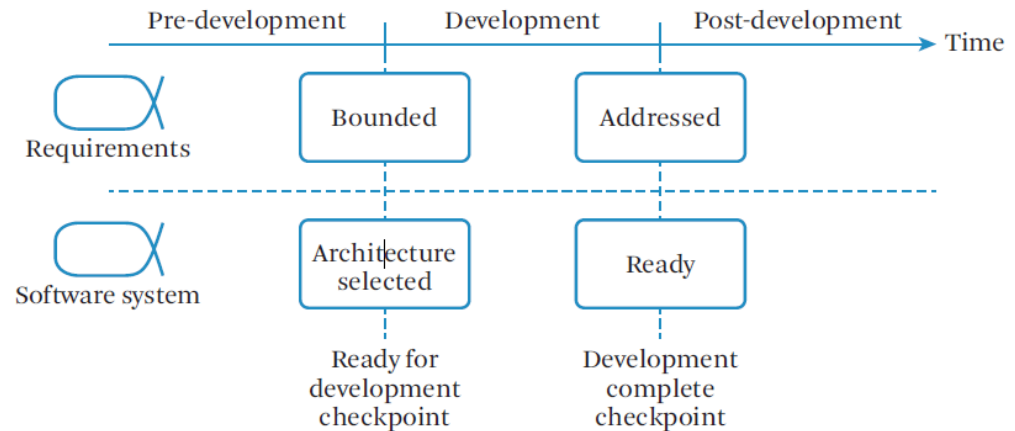 Pre-development
Development
Post-development
Time
Requirements
Bounded
Addressed
Software system
Architecture
selected
Ready
Ready for
development
checkpoint
Development
complete
checkpoint